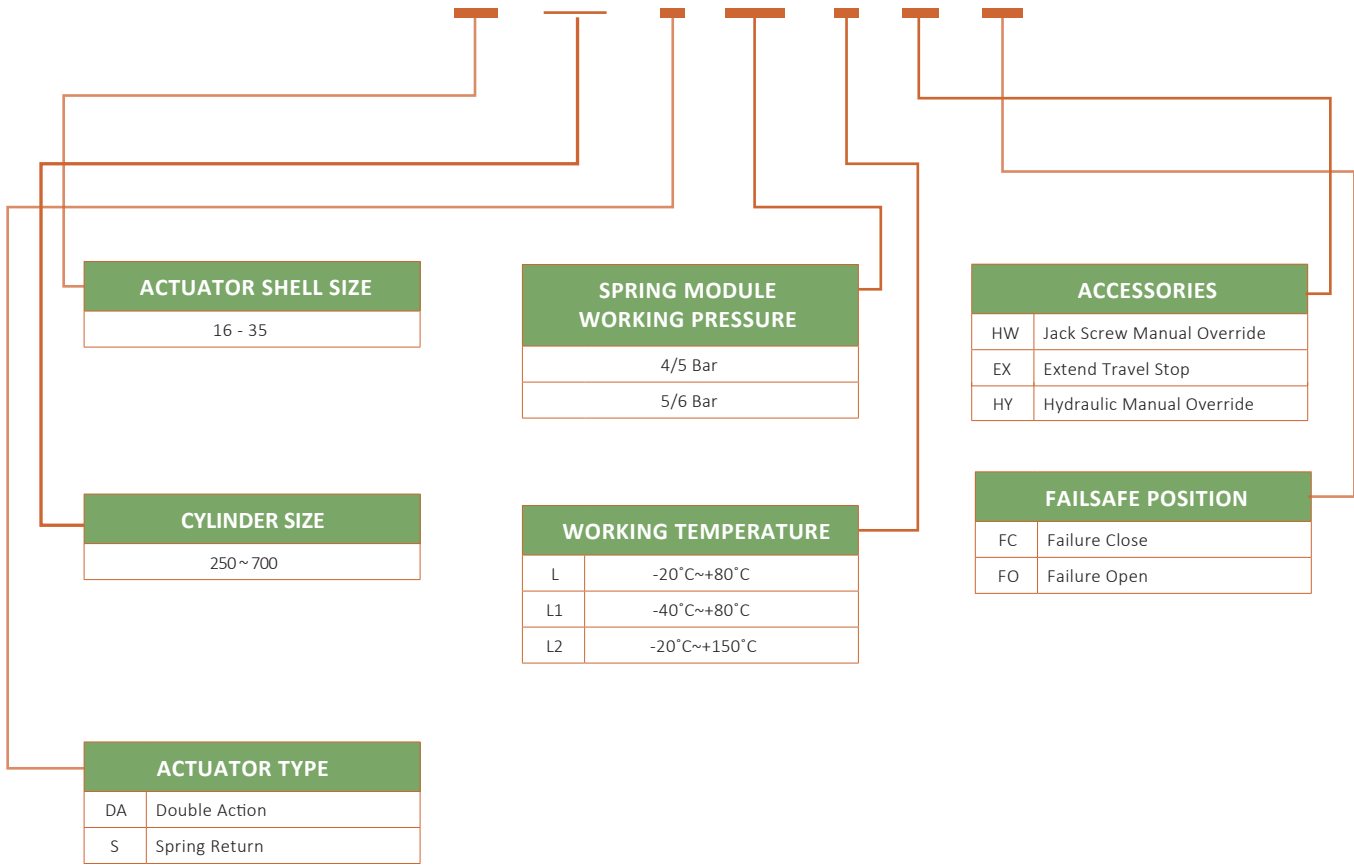 ACTUATOR SHELL SIZE
16 - 35
CYLINDER SIZE
250 ~ 700
ACTUATOR TYPE
DA Double Action
S Spring Return
SPRING MODULE
WORKING PRESSURE
4/5 Bar
5/6 Bar
WORKING TEMPERATURE
L -20˚C~+80˚C
L1 -40˚C~+80˚C
L2 -20˚C~+150˚C
ACCESSORIES
HW Jack Screw Manual Override
EX Extend Travel Stop
HY Hydraulic Manual Override
FAILSAFE POSITION
FC Failure Close
FO Failure Open